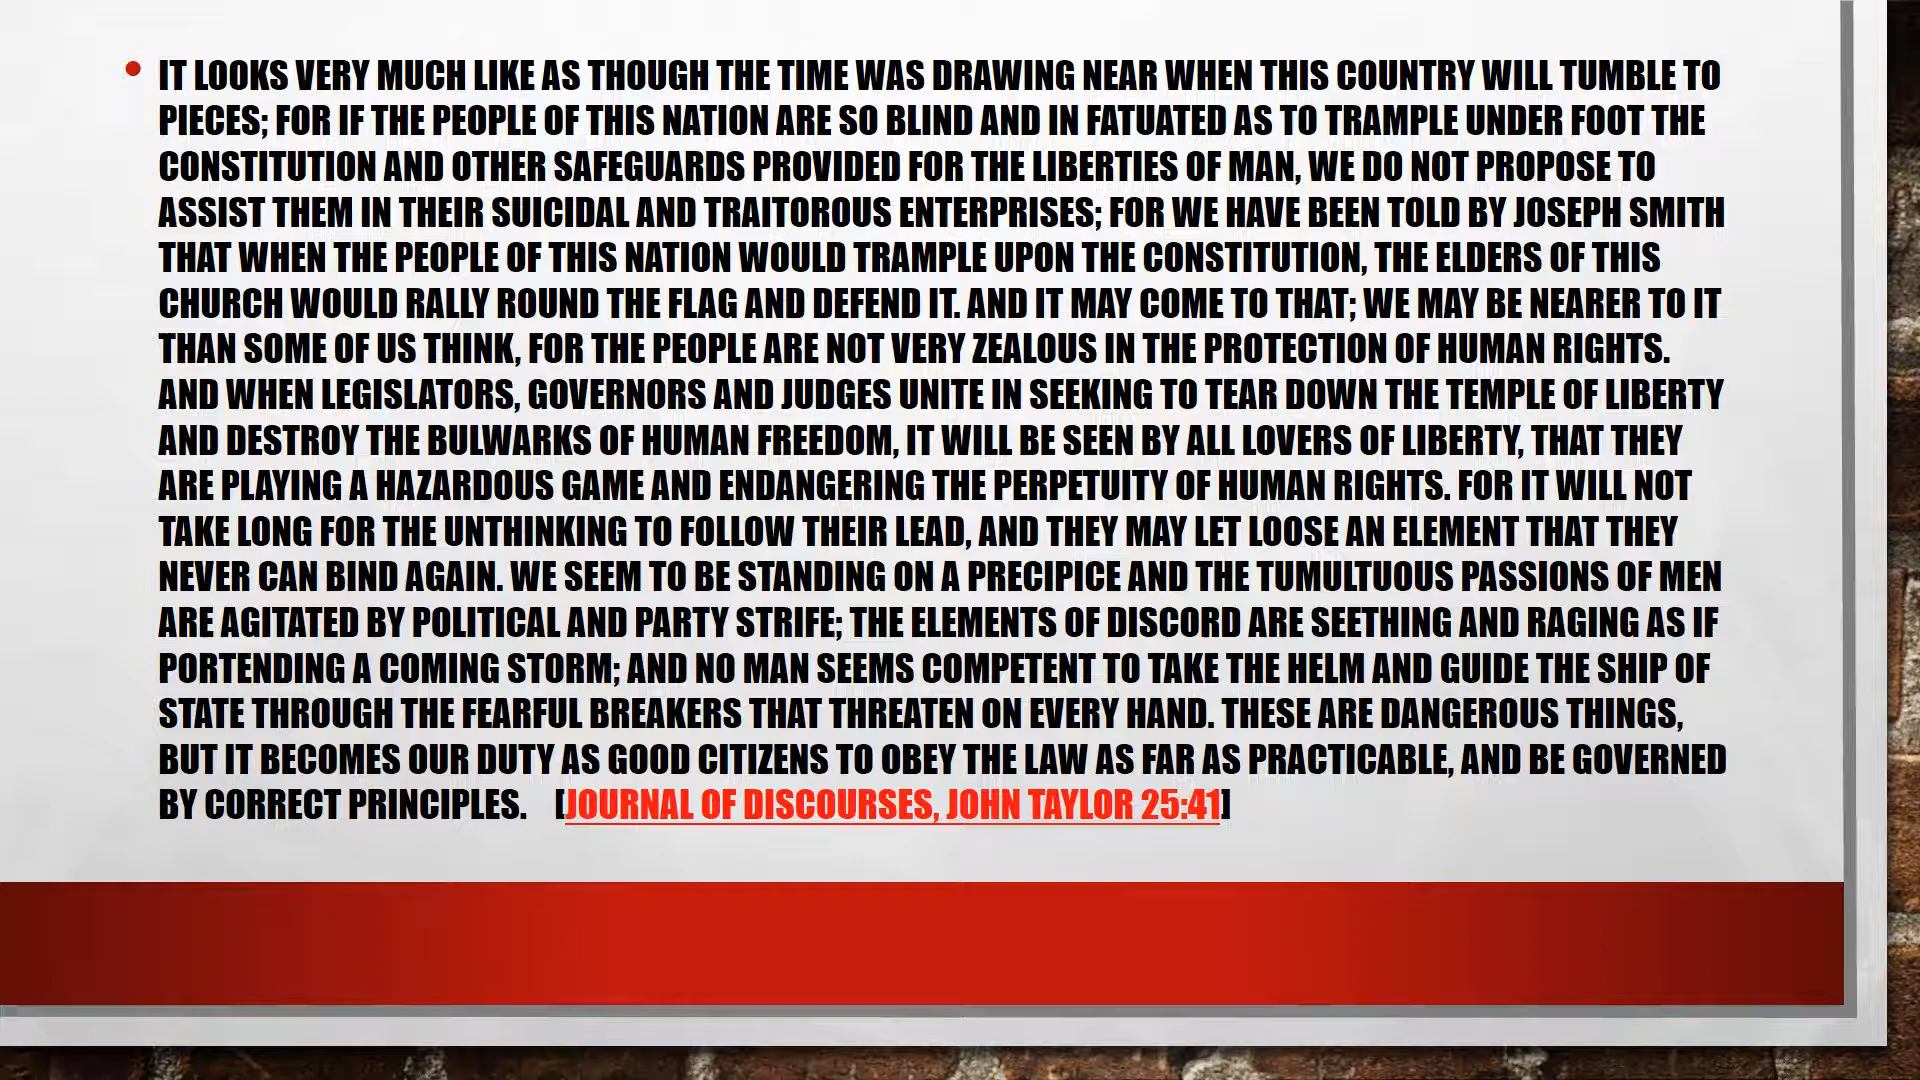 • IT LOOKS VERY MUCH LIKE AS THOUGH THE TIME WAS DRAWING NEAR WHEN THIS COUNTRY WILL TUMBLE TO
PIECES; FOR IF THE PEOPLE OF THIS NATION ARE SO BLIND AND IN FATUATED AS TO TRAMPLE UNDER FOOT THE
CONSTITUTION AND OTHER SAFEGUARDS PROVIDED FOR THE LIBERTIES OF MAN, WE DO NOT PROPOSE TO
ASSIST THEM IN THEIR SUICIDAL AND TRAITOROUS ENTERPRISES; FOR WE HAVE BEEN TOLD BY JOSEPH SMITH
THAT WHEN THE PEOPLE OF THIS NATION WOULD TRAMPLE UPON THE CONSTITUTION, THE ELDERS OF THIS
CHURCH WOULD RALLY ROUND THE FLAG AND DEFEND IT. AND IT MAY COME TO THAT; WE MAY BE NEARER TO IT
THAN SOME OF US THINK, FOR THE PEOPLE ARE NOT VERY ZEALOUS IN THE PROTECTION OF HUMAN RIGHTS.
AND WHEN LEGISLATORS, GOVERNORS AND JUDGES UNITE IN SEEKING TO TEAR DOWN THE TEMPLE OF LIBERTY
AND DESTROY THE BULWARKS OF HUMAN FREEDOM, IT WILL BE SEEN BY ALL LOVERS OF LIBERTY, THAT THEY
ARE PLAYING A HAZARDOUS GAME AND ENDANGERING THE PERPETUITY OF HUMAN RIGHTS. FOR IT WILL NOT
TAKE LONG FOR THE UNTHINKING TO FOLLOW THEIR LEAD, AND THEY MAY LET LOOSE AN ELEMENT THAT THEY
NEVER CAN BIND AGAIN. WE SEEM TO BE STANDING ON A PRECIPICE AND THE TUMULTUOUS PASSIONS OF MEN
ARE AGITATED BY POLITICAL AND PARTY STRIFE; THE ELEMENTS OF DISCORD ARE SEETHING AND RAGING AS IF
PORTENDING A COMING STORM; AND NO MAN SEEMS COMPETENT TO TAKE THE HELM AND GUIDE THE SHIP OF
STATE THROUGH THE FEARFUL BREAKERS THAT THREATEN ON EVERY HAND. THESE ARE DANGEROUS THINGS,
BUT IT BECOMES OUR DUTY AS GOOD CITIZENS TO OBEY THE LAW AS FAR AS PRACTICABLE, AND BE GOVERNED
BY CORRECT PRINCIPLES. [JOURNAL OF DISCOURSES, JOHN TAYLOR 25:41]